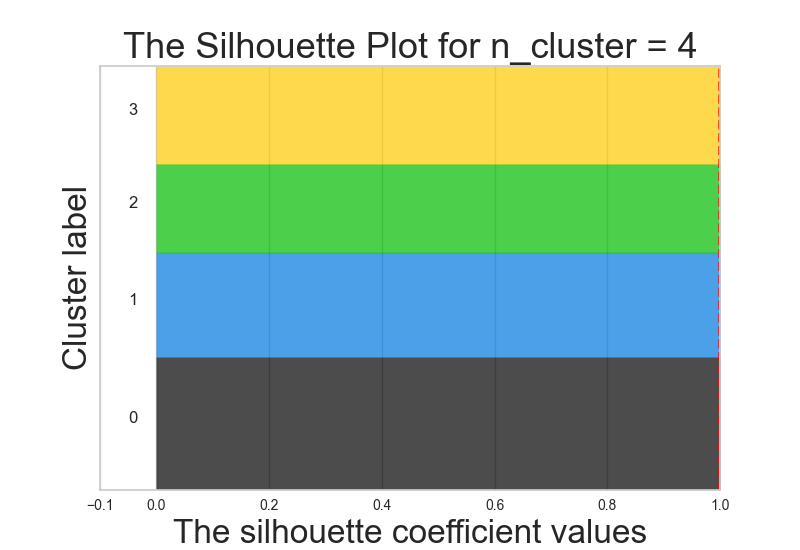 The Silhouette Plot for n_cluster = 4
3
2
1
0
Cluster label
−0.1 0.0 0.2 0.4 0.6 0.8 1.0
The silhouette coefficient values